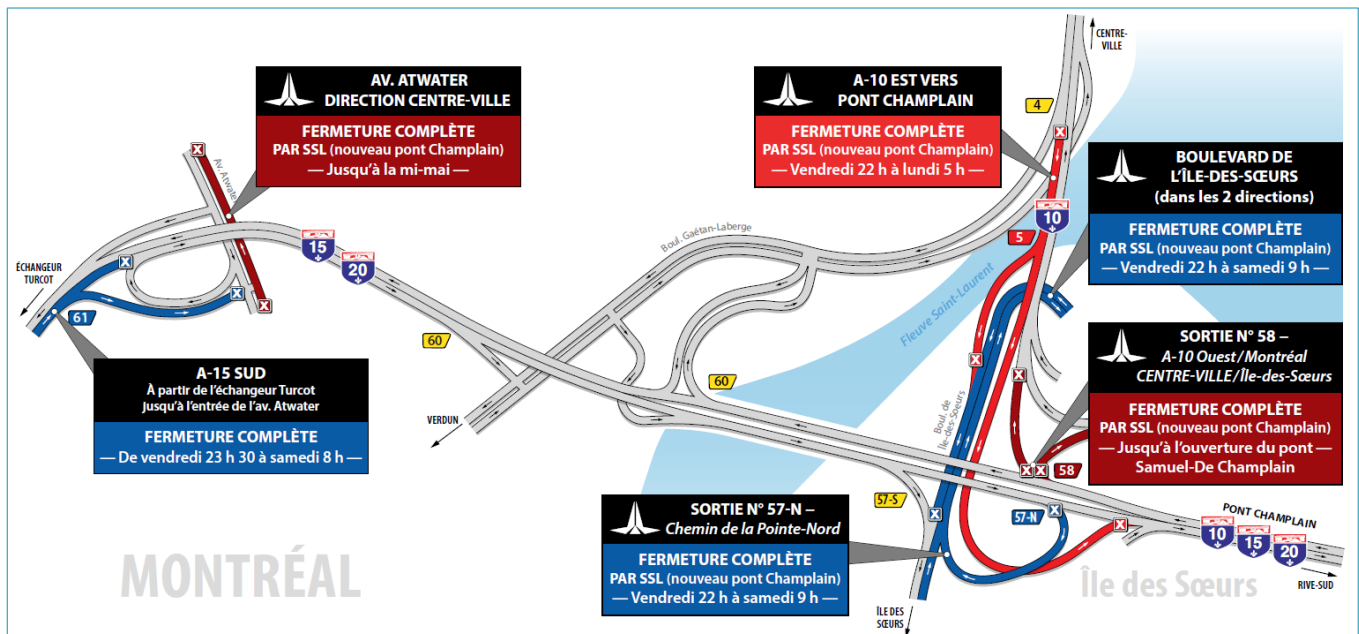 CENTRE-
VILLE
AV. ATWATER
DIRECTION CENTRE-VILLE
FERMETURE COMPLÈTE
PAR SSL (nouveau pont Champlain)
— Jusqu'à la mi-mai —
A-10 EST VERS
PONT CHAMPLAIN
FERMETURE COMPLÈTE
PAR SSL (nouveau pont Champlain)
— Vendredi 22 h à lundi 5 h —
4
BOULEVARD DE
L'ÎLE-DES-SŒURS
(dans les 2 directions)
FERMETURE COMPLÈTE
PAR SSL (nouveau pont Champlain)
— Vendredi 22 h à samedi 9 h —
Av. Atwater
10
5
15
20
Boul. Gaétan-Laberge
ÉCHANGEUR
TURCOT
61
Fleuve Saint-Laurent
60
60
SORTIE N° 58 –
A-10 Ouest/Montréal
CENTRE-VILLE/Île-des-Sœurs
FERMETURE COMPLÈTE
PAR SSL (nouveau pont Champlain)
— Jusqu'à l'ouverture du pont —
Samuel-De Champlain
A-15 SUD
À partir de l'échangeur Turcot
Jusqu'à l'entrée de l'av. Atwater
FERMETURE COMPLÈTE
— De vendredi 23 h 30 à samedi 8 h —
VERDUN
Boul. de
Île-des-Soeurs
58
57-S
57-N
SORTIE N° 57-N –
Chemin de la Pointe-Nord
FERMETURE COMPLÈTE
PAR SSL (nouveau pont Champlain)
— Vendredi 22 h à samedi 9 h —
PONT CHAMPLAIN
10
15
20
RIVE-SUD
MONTRÉAL
Île des Sœurs
ÎLE DES
SŒURS